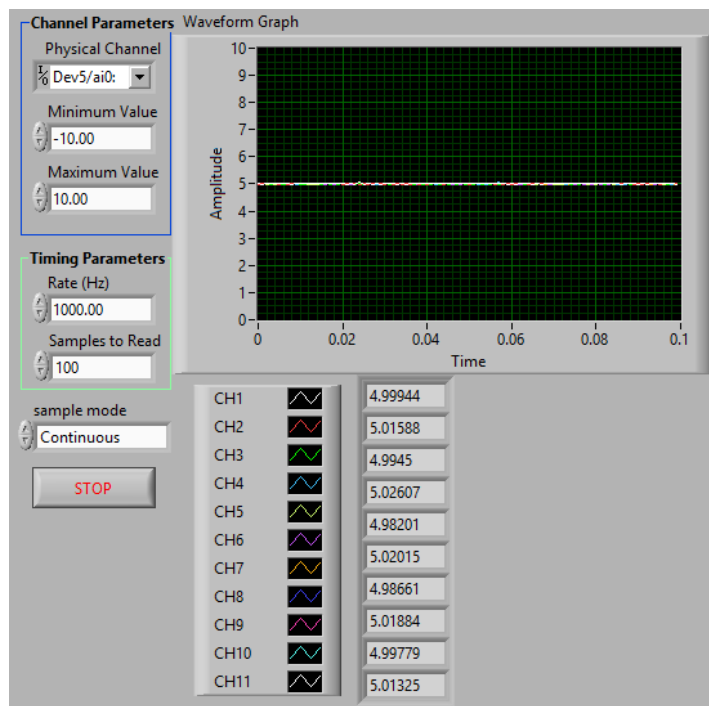 Channel Parameters
Physical Channel
I/0 Dev5/ai0:
Minimum Value
-10.00
Maximum Value
10.00
Timing Parameters
Rate (Hz)
1000.00
Samples to Read
100
sample mode
Continuous
STOP
Waveform Graph
Amplitude
10
9
8
7
6
5
4
3
2
1
0
0 0.02 0.04 0.06 0.08 0.1
Time
CH1 4.99944
CH2 5.01588
CH3 4.9945
CH4 5.02607
CH5 4.98201
CH6 5.02015
CH7 4.98661
CH8 5.01884
CH9 4.99779
CH10 5.01325
CH11